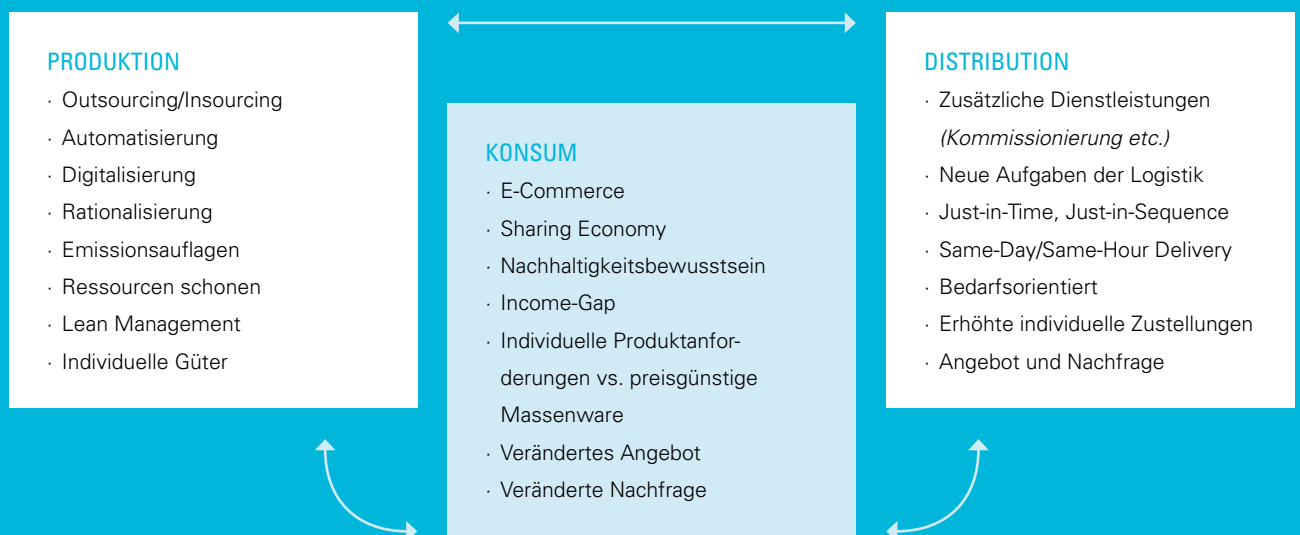 PRODUKTION
· Outsourcing/Insourcing
· Automatisierung
· Digitalisierung
· Rationalisierung
· Emissionsauflagen
· Ressourcen schonen
· Lean Management
· Individuelle Güter
KONSUM
· E-Commerce
· Sharing Economy
· Nachhaltigkeitsbewusstsein
· Income-Gap
· Individuelle Produktanfor-
derungen vs. preisgünstige
Massenware
· Verändertes Angebot
· Veränderte Nachfrage
DISTRIBUTION
· Zusätzliche Dienstleistungen
(Kommissionierung etc.)
· Neue Aufgaben der Logistik
· Just-in-Time, Just-in-Sequence
· Same-Day/Same-Hour Delivery
· Bedarfsorientiert
· Erhöhte individuelle Zustellungen
· Angebot und Nachfrage